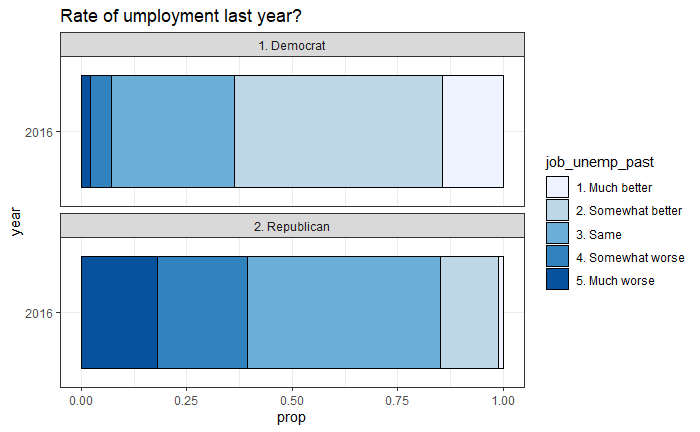 Rate of umployment last year?
1. Democrat
2016
2. Republican
2016
year
0.00 0.25 0.50 0.75 1.00
prop
job_unemp_past
1. Much better
2. Somewhat better
3. Same
4. Somewhat worse
5. Much worse